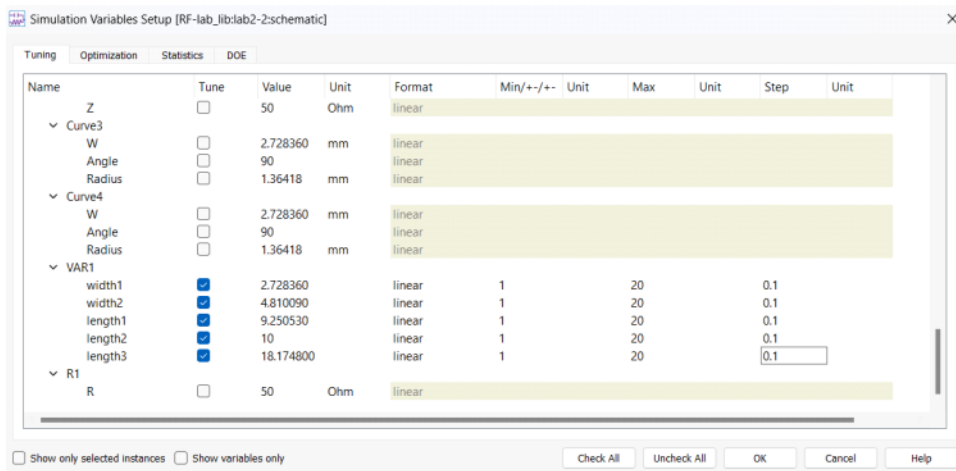 Simulation Variables Setup [RF-lab_lib:lab2-2:schematic]
Tuning Optimization Statistics DOE
Name Tune Value Unit Format Min/+-/+- Unit Max Unit Step Unit
Z 50 Ohm linear
Curve3
W 2.728360 mm linear
Angle 90 linear
Radius 1.36418 mm linear
Curve4
W 2.728360 mm linear
Angle 90 linear
Radius 1.36418 mm linear
VAR1
width1 2.728360 linear 1 20 0.1
width2 4.810090 linear 1 20 0.1
length1 9.250530 linear 1 20 0.1
length2 10 linear 1 20 0.1
length3 18.174800 linear 1 20 0.1
R1
R 50 Ohm linear
Show only selected instances Show variables only Check All Uncheck All OK Cancel Help